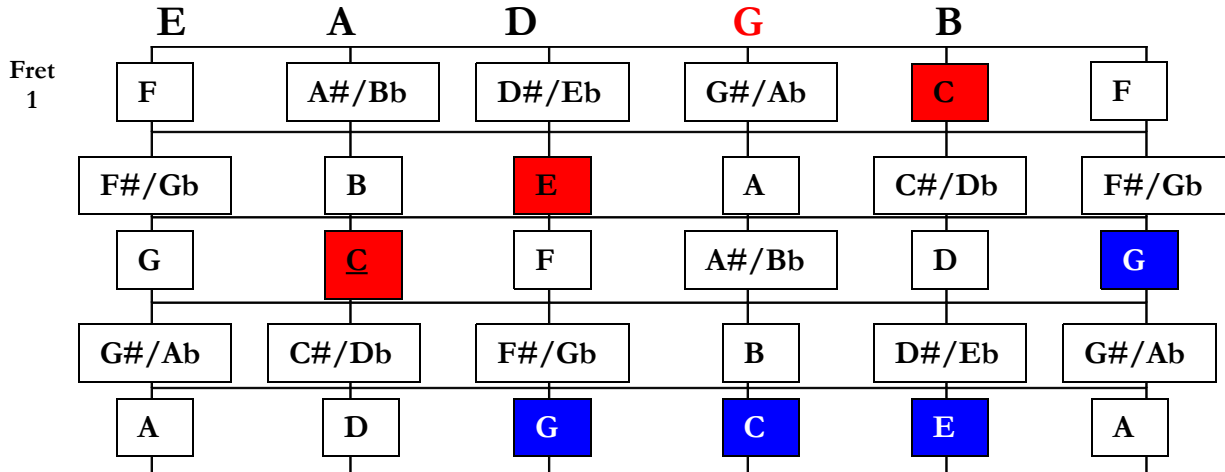 E A D G B
Fret
1
F A#/Bb D#/Eb G#/Ab C F
F#/Gb B E A C#/Db F#/Gb
G C F A#/Bb D G
G#/Ab C#/Db F#/Gb B D#/Eb G#/Ab
A D G C E A